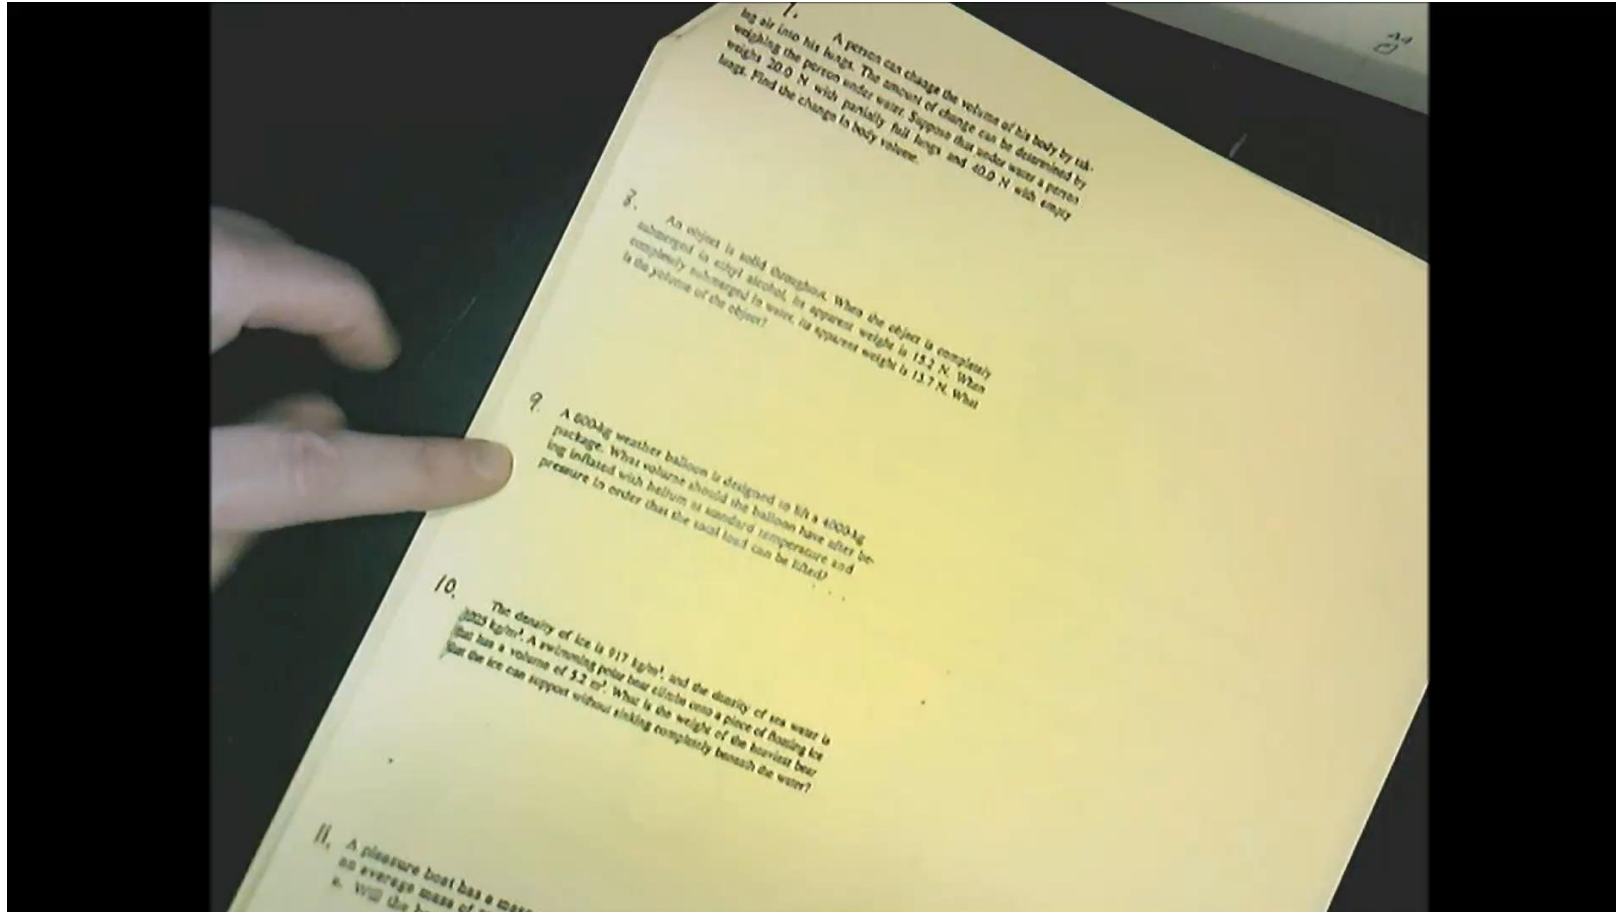 7.
A person can change the volume of his body by tak-
ing air into his lungs. The amount of change can be determined by
weighing the person under water. Suppose that under water a person
weighs 20.0 N with partially full lungs and 40.0 N with empty
lungs. Find the change in body volume.
8.
An object is solid throughout. When the object is completely
submerged in ethyl alcohol, its apparent weight is 15.2 N. When
completely submerged in water, its apparent weight is 13.7 N. What
is the volume of the object?
9.
A 600-kg weather balloon is designed to lift a 4000-kg
package. What volume should the balloon have after be-
ing inflated with helium at standard temperature and
pressure in order that the total load can be lifted?
10.
The density of ice is 917 kg/m³, and the density of sea water is
1025 kg/m³. A swimming polar bear climbs onto a piece of floating ice
that has a volume of 5.2 m³. What is the weight of the heaviest bear
that the ice can support without sinking completely beneath the water?
11.
A pleasure boat has a mass
an average mass of
a. Will the
A4